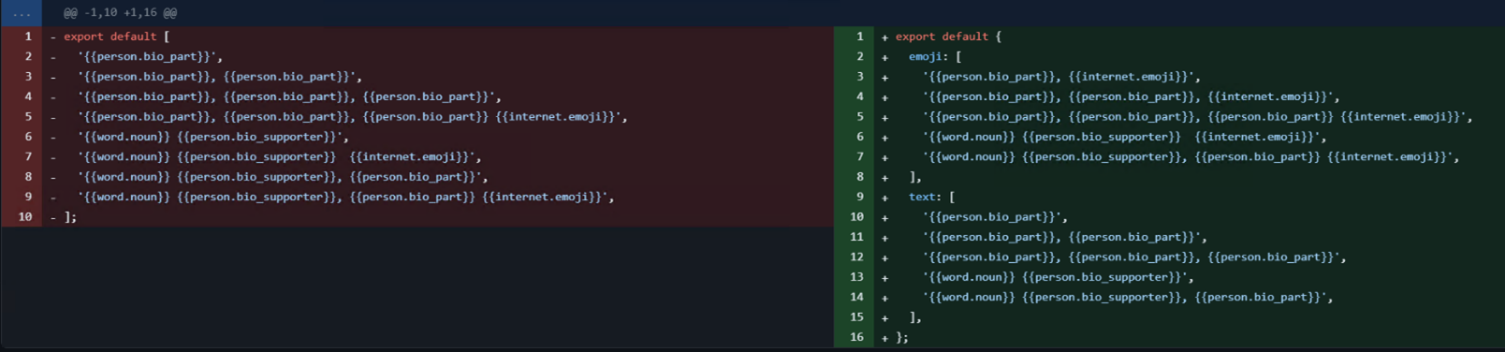 ... @@ -1,10 +1,16 @@
1 - export default [
2 - '{{person.bio_part}}',
3 - '{{person.bio_part}}, {{person.bio_part}}',
4 - '{{person.bio_part}}, {{person.bio_part}}, {{person.bio_part}}',
5 - '{{person.bio_part}}, {{person.bio_part}}, {{person.bio_part}} {{internet.emoji}}',
6 - '{{word.noun}} {{person.bio_supporter}}',
7 - '{{word.noun}} {{person.bio_supporter}}  {{internet.emoji}}',
8 - '{{word.noun}} {{person.bio_supporter}}, {{person.bio_part}}',
9 - '{{word.noun}} {{person.bio_supporter}}, {{person.bio_part}} {{internet.emoji}}',
10 - ];
1 + export default {
2 + emoji: [
3 + '{{person.bio_part}}, {{internet.emoji}}',
4 + '{{person.bio_part}}, {{person.bio_part}}, {{internet.emoji}}',
5 + '{{person.bio_part}}, {{person.bio_part}}, {{person.bio_part}} {{internet.emoji}}',
6 + '{{word.noun}} {{person.bio_supporter}}  {{internet.emoji}}',
7 + '{{word.noun}} {{person.bio_supporter}}, {{person.bio_part}} {{internet.emoji}}',
8 + ],
9 + text: [
10 + '{{person.bio_part}}',
11 + '{{person.bio_part}}, {{person.bio_part}}',
12 + '{{person.bio_part}}, {{person.bio_part}}, {{person.bio_part}}',
13 + '{{word.noun}} {{person.bio_supporter}}',
14 + '{{word.noun}} {{person.bio_supporter}}, {{person.bio_part}}',
15 + ],
16 + };